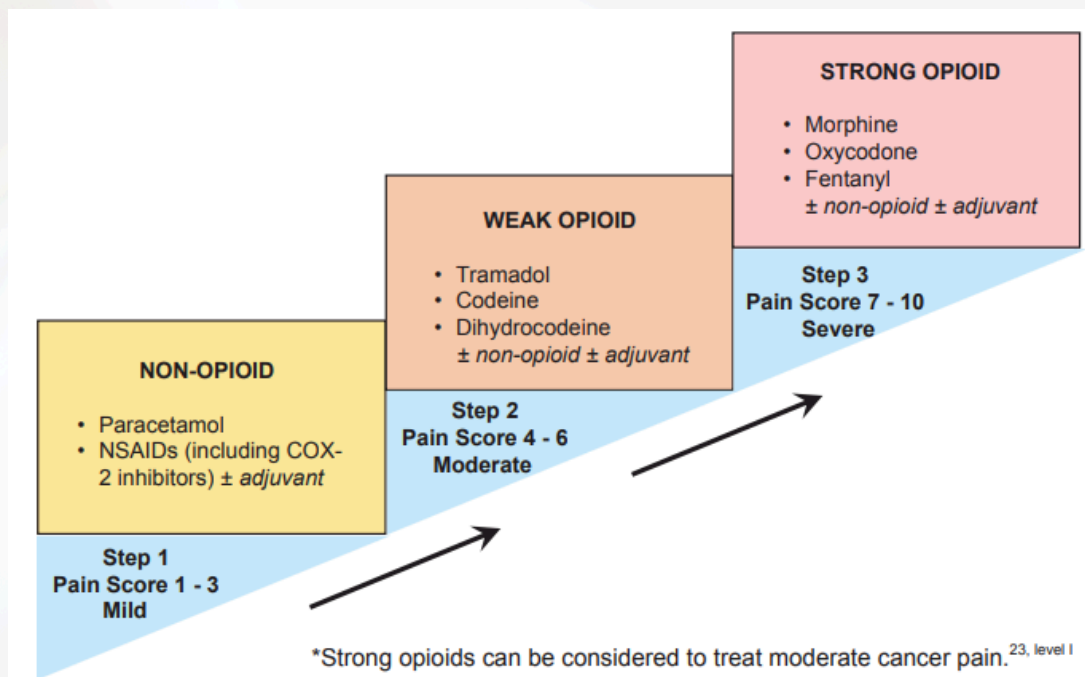 STRONG OPIOID
• Morphine
• Oxycodone
• Fentanyl
± non-opioid ± adjuvant
Step 3
Pain Score 7 - 10
Severe
WEAK OPIOID
• Tramadol
• Codeine
• Dihydrocodeine
± non-opioid ± adjuvant
Step 2
Pain Score 4 - 6
Moderate
NON-OPIOID
• Paracetamol
• NSAIDs (including COX-
2 inhibitors) ± adjuvant
Step 1
Pain Score 1 - 3
Mild
*Strong opioids can be considered to treat moderate cancer pain.23, level I